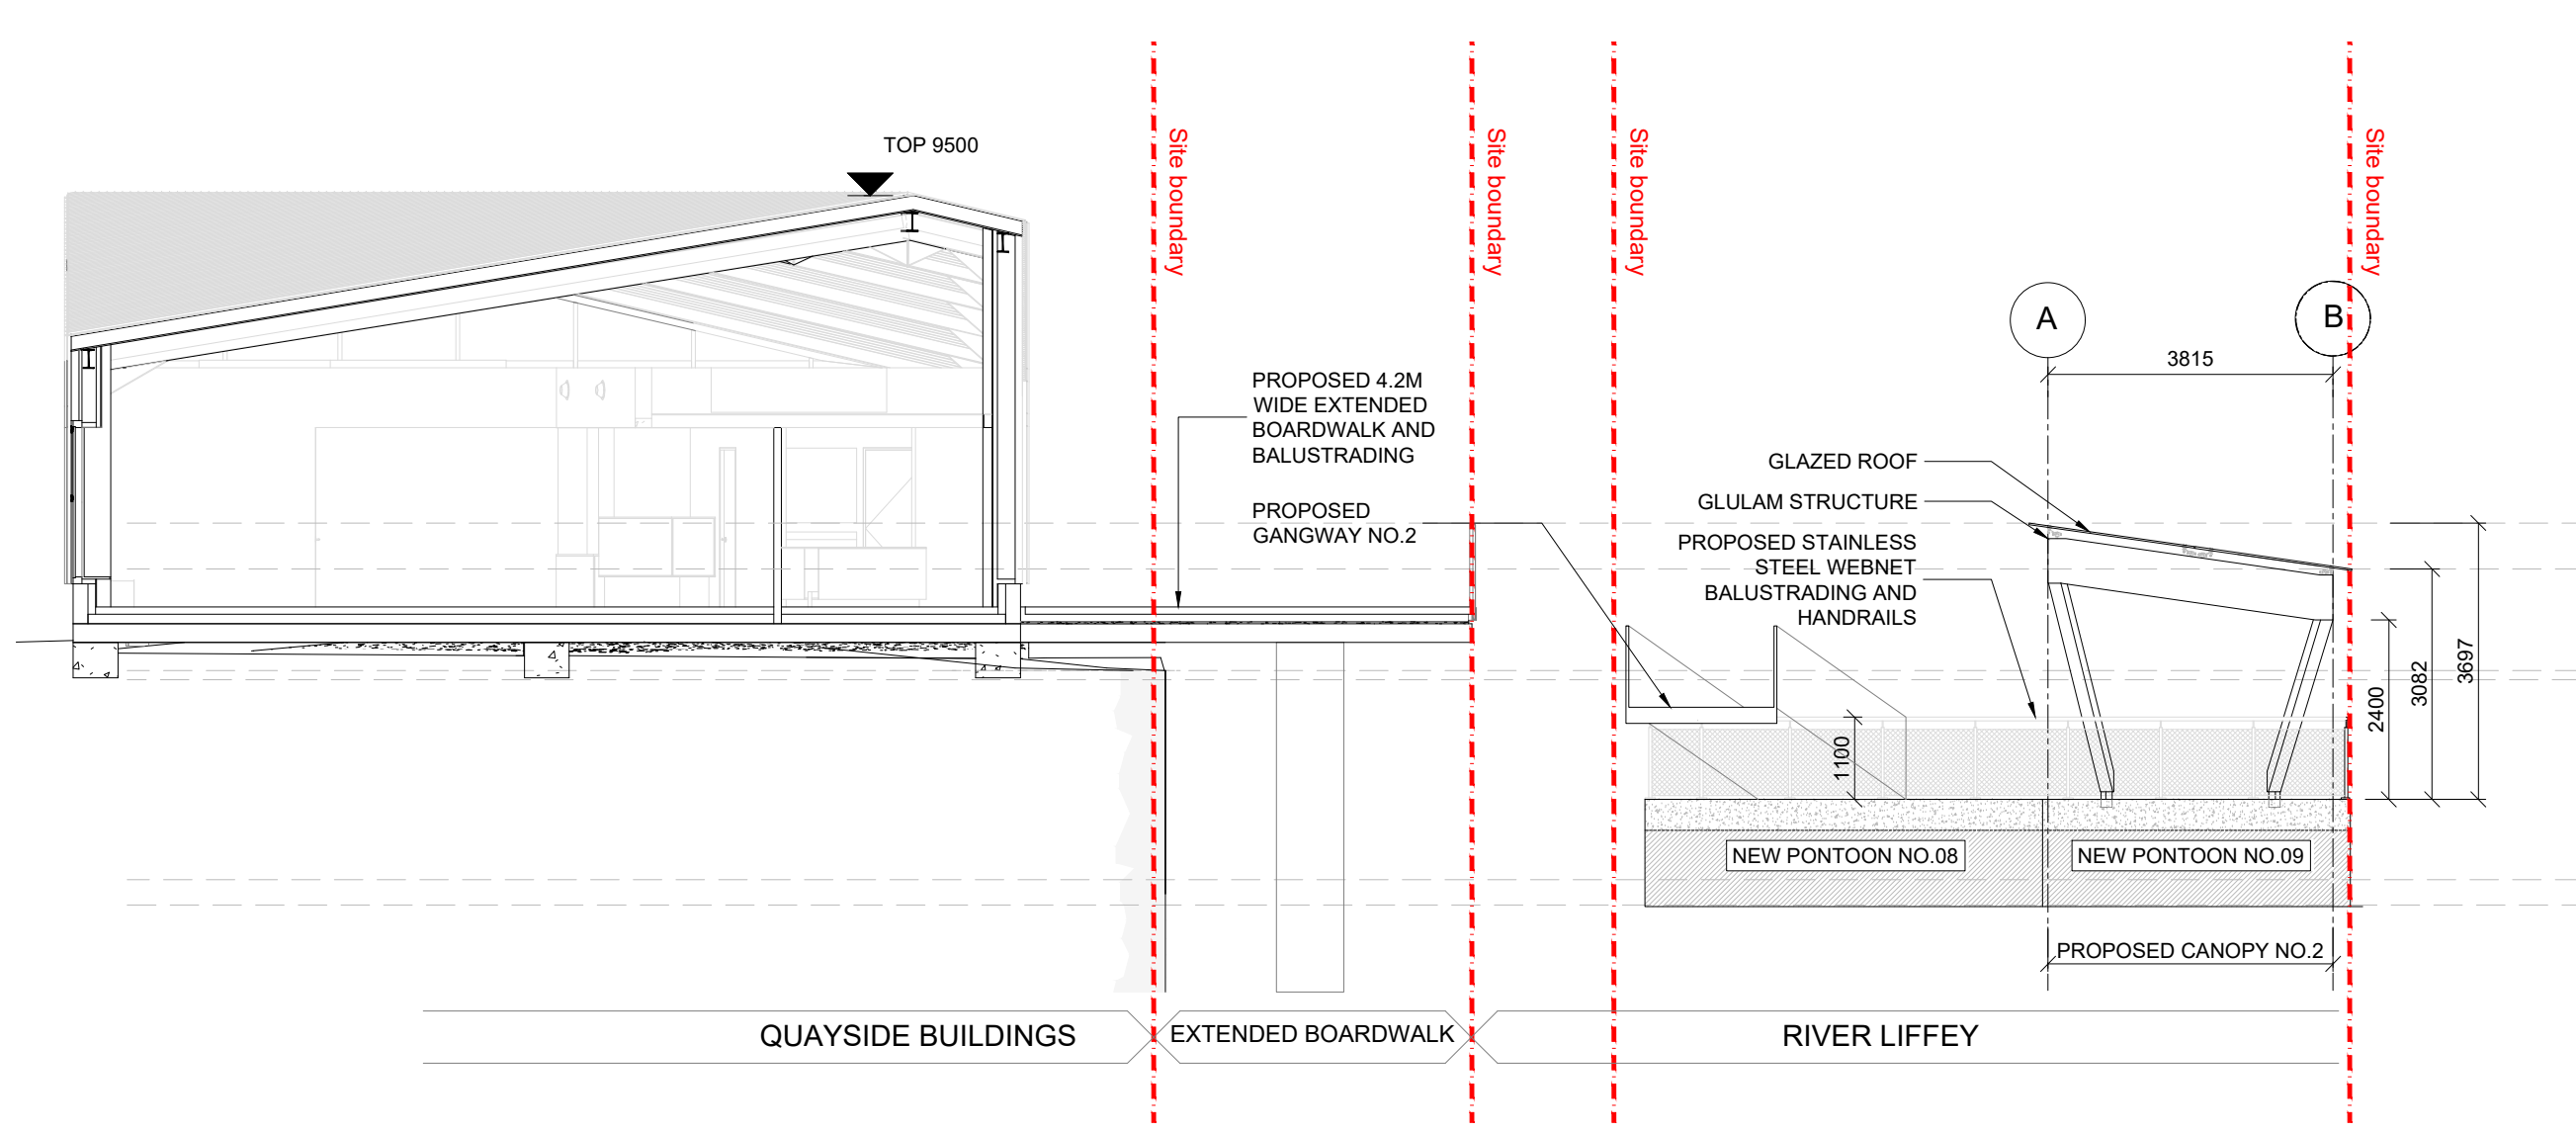 TOP 9500
Site boundary
Site boundary
Site boundary
Site boundary
A
B
3815
PROPOSED 4.2M
WIDE EXTENDED
BOARDWALK AND
BALUSTRADING
PROPOSED
GANGWAY NO.2
GLAZED ROOF
GLULAM STRUCTURE
PROPOSED STAINLESS
STEEL WEBNET
BALUSTRADING AND
HANDRAILS
1100
2400
3082
3697
NEW PONTOON NO.08
NEW PONTOON NO.09
PROPOSED CANOPY NO.2
QUAYSIDE BUILDINGS
EXTENDED BOARDWALK
RIVER LIFFEY